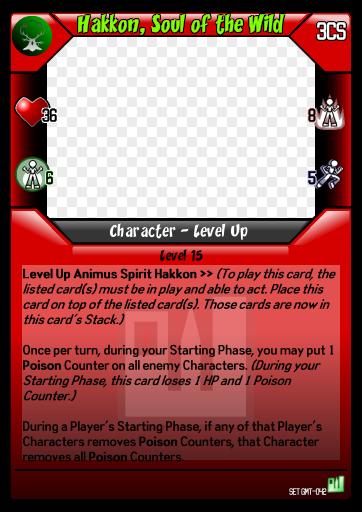 Hakkon, Soul of the Wild
3CS
36
8
6
5
Character - Level Up
Level 15
Level Up Animus Spirit Hakkon >> (To play this card, the
listed card(s) must be in play and able to act. Place this
card on top of the listed card(s). Those cards are now in
this card's Stack.)
Once per turn, during your Starting Phase, you may put 1
Poison Counter on all enemy Characters. (During your
Starting Phase, this card loses 1 HP and 1 Poison
Counter.)
During a Player's Starting Phase, if any of that Player's
Characters removes Poison Counters, that Character
removes all Poison Counters.
SET GMT-042